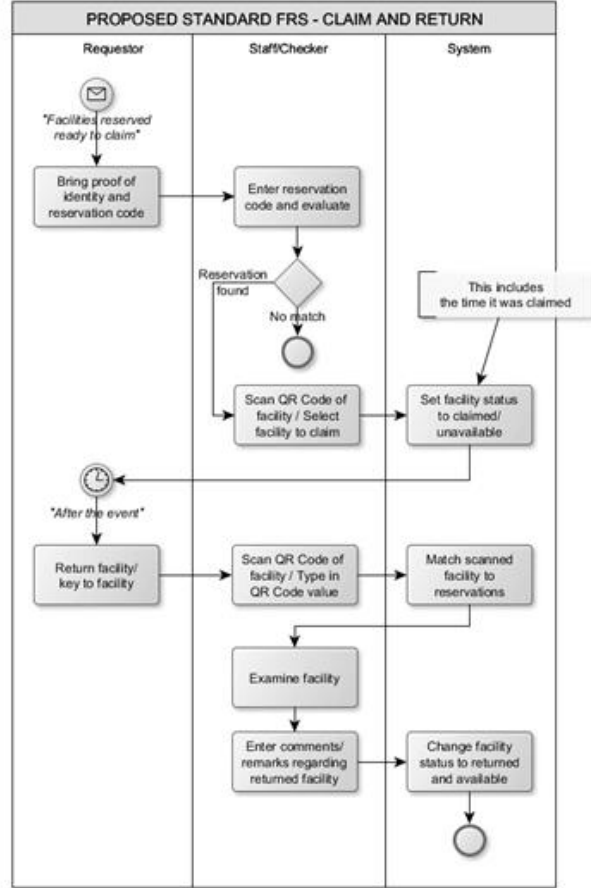 PROPOSED STANDARD FRS - CLAIM AND RETURN
Requestor
Staff/Checker
System
"Facilities reserved
ready to claim"
Bring proof of
identity and
reservation code
Enter reservation
code and evaluate
Reservation
found
No match
This includes
the time it was claimed
Scan QR Code of
facility / Select
facility to claim
Set facility status
to claimed/
unavailable
"After the event"
Return facility/
key to facility
Scan QR Code of
facility / Type in
QR Code value
Match scanned
facility to
reservations
Examine facility
Enter comments/
remarks regarding
returned facility
Change facility
status to returned
and available